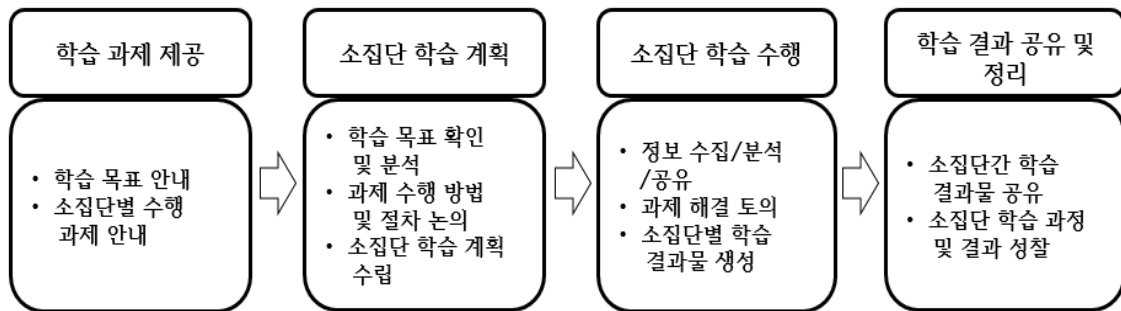 학습 과제 제공
• 학습 목표 안내
• 소집단별 수행
과제 안내
소집단 학습 계획
• 학습 목표 확인
및 분석
• 과제 수행 방법
및 절차 논의
• 소집단 학습 계획
수립
소집단 학습 수행
• 정보 수집/분석
/공유
• 과제 해결 토의
• 소집단별 학습
결과물 생성
학습 결과 공유 및
정리
• 소집단간 학습
결과물 공유
• 소집단 학습 과정
및 결과 성찰